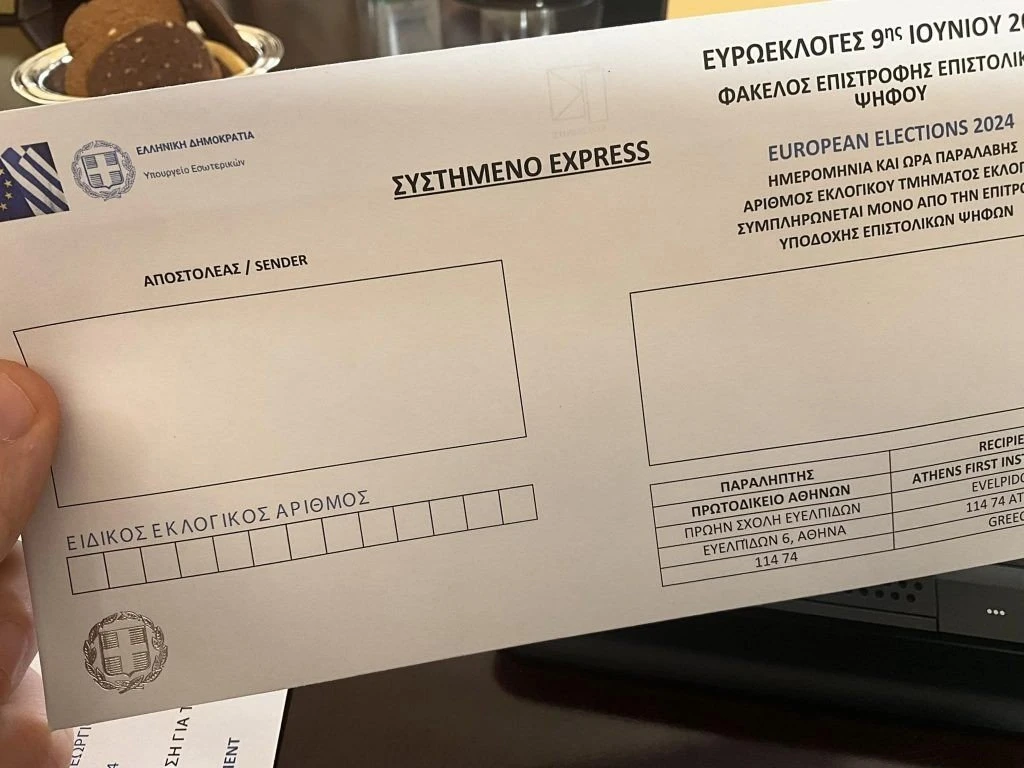 ΕΛΛΗΝΙΚΗ ΔΗΜΟΚΡΑΤΙΑ
Υπουργείο Εσωτερικών
ΣΥΣΤΗΜΕΝΟ EXPRESS
ΕΥΡΩΕΚΛΟΓΕΣ 9ης ΙΟΥΝΙΟΥ
ΦΑΚΕΛΟΣ ΕΠΙΣΤΡΟΦΗΣ
ΨΗΦΟΥ
EUROPEAN ELECTIONS 2024
ΗΜΕΡΟΜΗΝΙΑ ΚΑΙ ΩΡΑ ΠΑΡΑΛΑΒΗΣ
ΑΡΙΘΜΟΣ ΕΚΛΟΓΙΚΟΥ ΤΜΗΜΑΤΟΣ
ΣΥΜΠΛΗΡΩΝΕΤΑΙ ΜΟΝΟ ΑΠΟ ΤΗΝ
ΥΠΟΔΟΧΗΣ ΕΠΙΣΤΟΛΙΚΩΝ ΨΗΦΩΝ
ΑΠΟΣΤΟΛΕΑΣ / SENDER
ΕΙΔΙΚΟΣ ΕΚΛΟΓΙΚΟΣ ΑΡΙΘΜΟΣ
ΠΑΡΑΛΗΠΤΗΣ
ΠΡΩΤΟΔΙΚΕΙΟ ΑΘΗΝΩΝ
ΠΡΩΗΝ ΣΧΟΛΗ ΕΥΕΛΠΙΔΩΝ
ΕΥΕΛΠΙΔΩΝ 6, ΑΘΗΝΑ
114 74
ATHENS FIRST
114 74